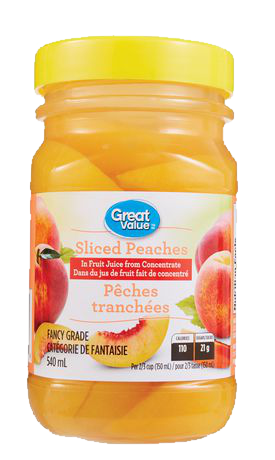 Great
Value
Sliced Peaches
In Fruit Juice from Concentrate
Dans du jus de fruit fait de concentré
Pêches
tranchées
FANCY GRADE
CATÉGORIE DE FANTAISIE
540 mL
CALORIES
110
21 g
Per 2/3 cup (150 mL) / pour 2/3 tasse (150 mL)